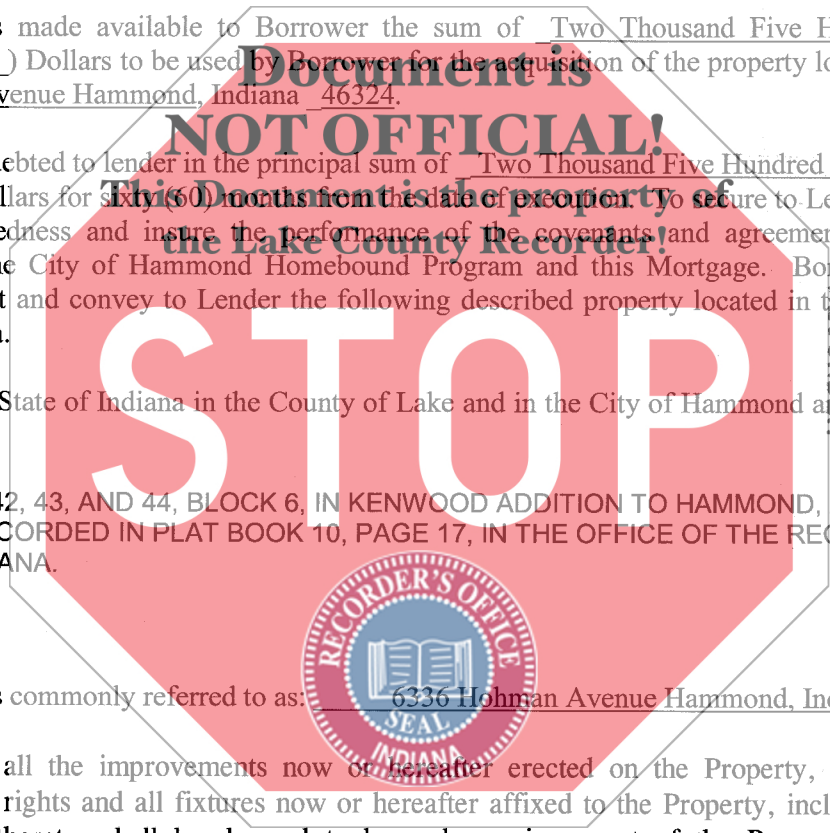 made available to Borrower the sum of Two Thousand Five
) Dollars to be used by Borrower for the acquisition of the property
venue Hammond, Indiana 46324.
Document is
NOT OFFICIAL!
This Document is the property of
the Lake County Recorder!
ebted to lender in the principal sum of Two Thousand Five Hundred
llars for sixty (60) months from the date of execution. To secure to
edness and insure the performance of the covenants and
City of Hammond Homebound Program and this Mortgage.
and convey to Lender the following described property located in
STOP
State of Indiana in the County of Lake and in the City of Hammond
42, 43, AND 44, BLOCK 6, IN KENWOOD ADDITION TO HAMMOND,
CORDED IN PLAT BOOK 10, PAGE 17, IN THE OFFICE OF THE REC
ANA.
RECORDER'S OFFICE
SEAL
INDIANA
commonly referred to as: 6336 Hohman Avenue Hammond,
all the improvements now or hereafter erected on the Property,
rights and all fixtures now or hereafter affixed to the Property,